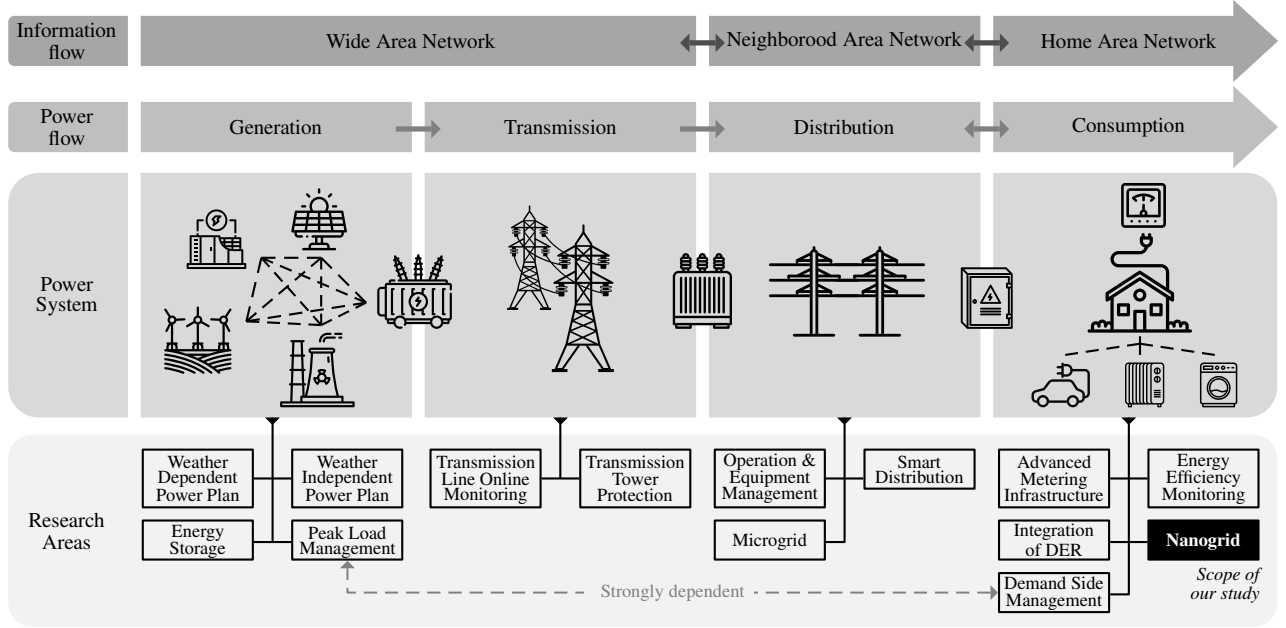 Information
flow
Wide Area Network
Neighborood Area Network
Home Area Network
Power
flow
Generation
Transmission
Distribution
Consumption
Power
System
Research
Areas
Weather
Dependent
Power Plan
Weather
Independent
Power Plan
Energy
Storage
Peak Load
Management
Transmission
Line Online
Monitoring
Transmission
Tower
Protection
Operation &
Equipment
Management
Smart
Distribution
Microgrid
Advanced
Metering
Infrastructure
Energy
Efficiency
Monitoring
Integration
of DER
Nanogrid
Scope of
our study
Demand Side
Management
Strongly dependent